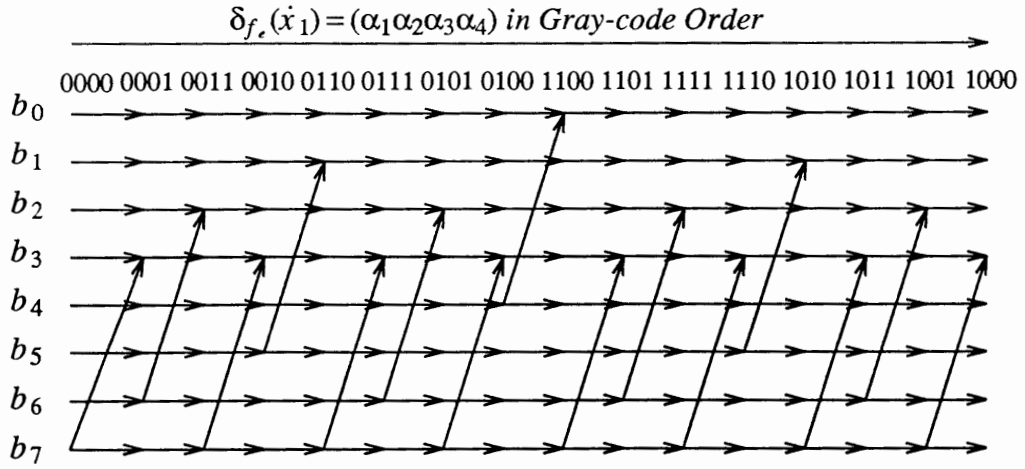 δ_{f_e}(ẋ_1)=(α_1α_2α_3α_4) in Gray-code Order
0000 0001 0011 0010 0110 0111 0101 0100 1100 1101 1111 1110 1010 1011 1001 1000
b_0
b_1
b_2
b_3
b_4
b_5
b_6
b_7